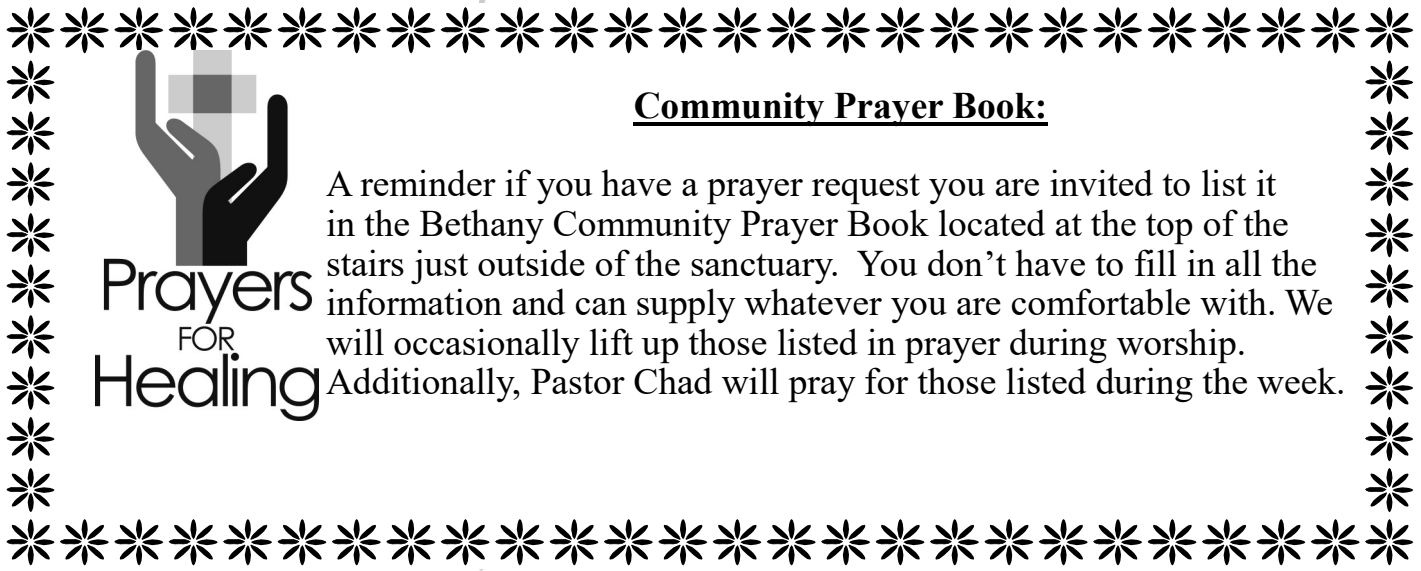 Community Prayer Book:
A reminder if you have a prayer request you are invited to list it
in the Bethany Community Prayer Book located at the top of the
stairs just outside of the sanctuary.  You don’t have to fill in all the
information and can supply whatever you are comfortable with. We
will occasionally lift up those listed in prayer during worship.
Additionally, Pastor Chad will pray for those listed during the week.
Prayers
FOR
Healing